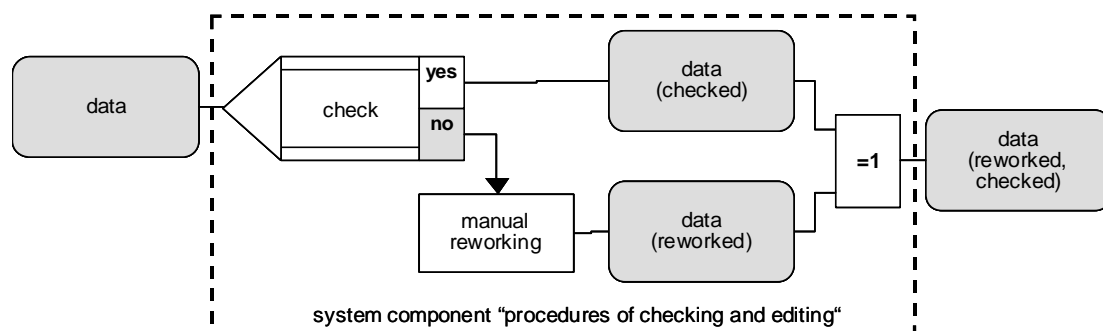 data
check
yes
no
data
(checked)
manual
reworking
data
(reworked)
=1
data
(reworked,
checked)
system component “procedures of checking and editing“